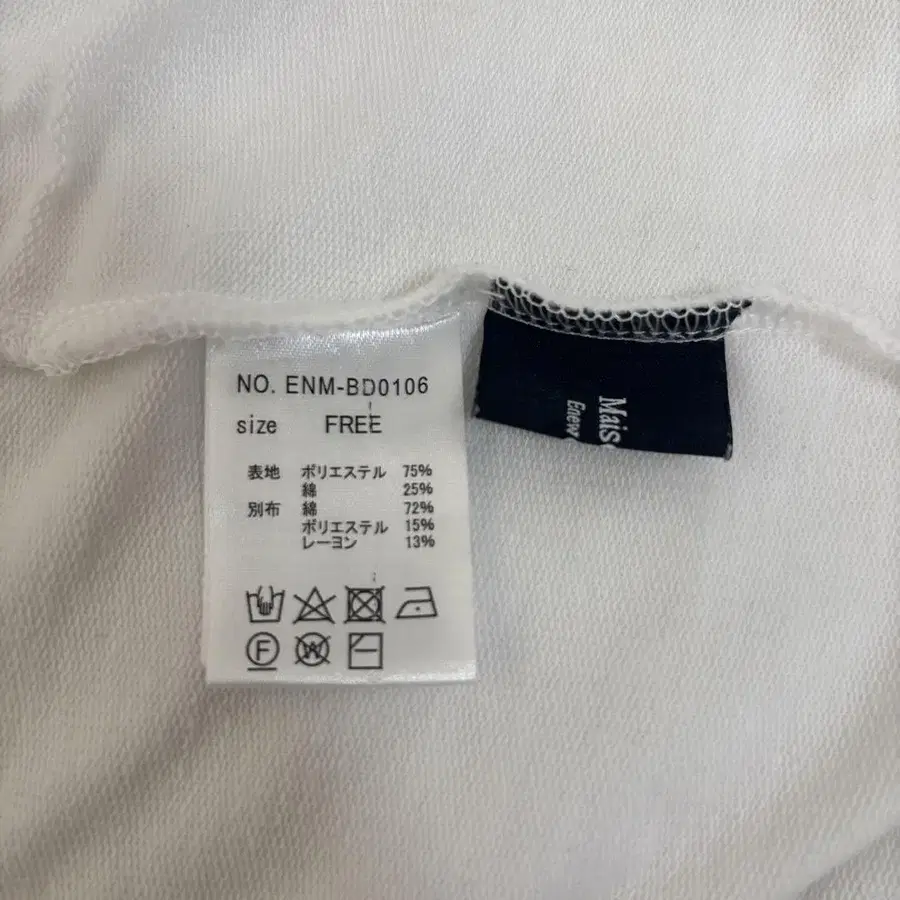 NO. ENM-BD0106
size FREE
表地 ポリエステル 75%
綿 25%
別布 綿 72%
ポリエステル 15%
レーヨン 13%
F W
Mais
Enew